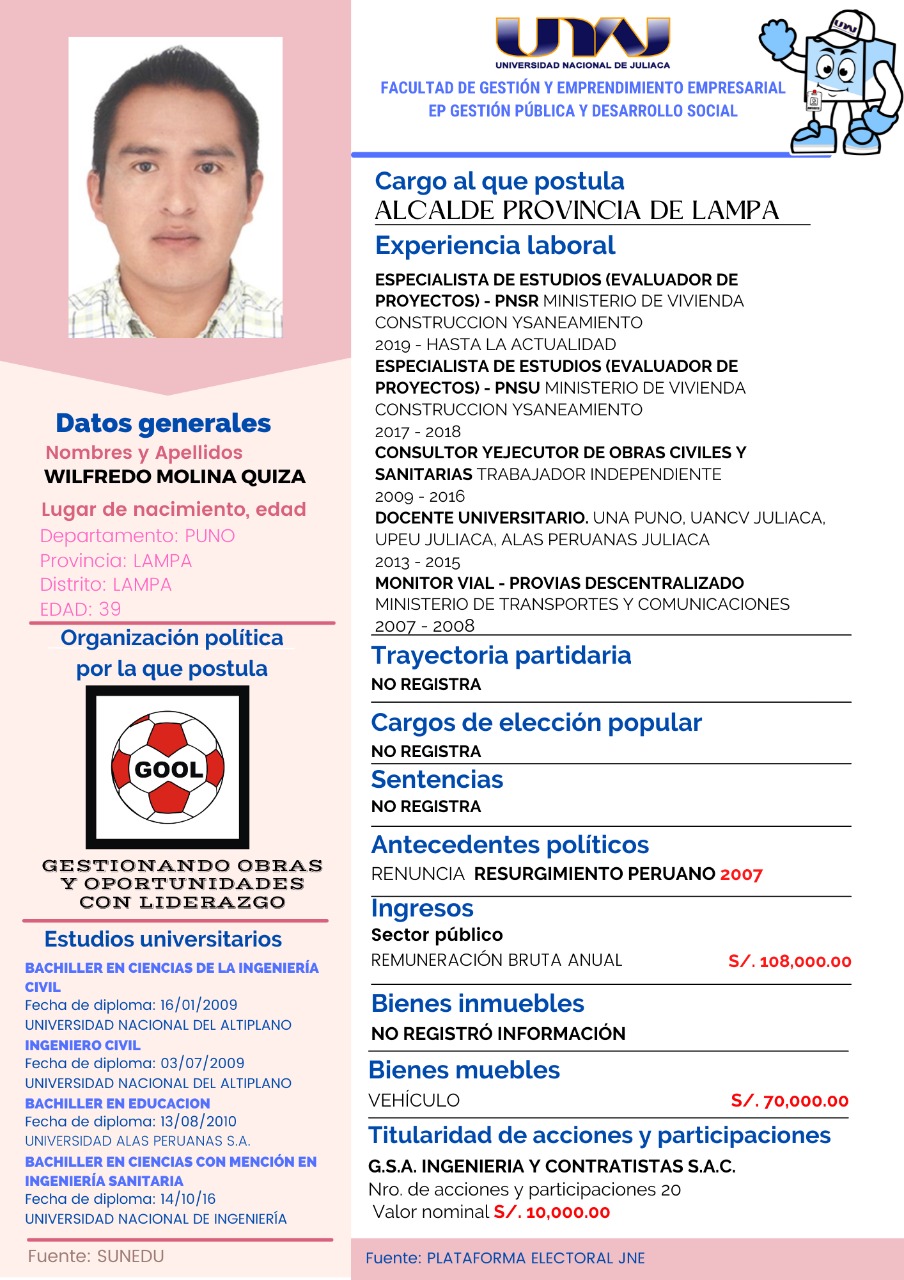 UNAJ
UNIVERSIDAD NACIONAL DE JULIACA
FACULTAD DE GESTIÓN Y EMPRENDIMIENTO EMPRESARIAL
EP GESTIÓN PÚBLICA Y DESARROLLO SOCIAL
Cargo al que postula
ALCALDE PROVINCIA DE LAMPA
Experiencia laboral
ESPECIALISTA DE ESTUDIOS (EVALUADOR DE
PROYECTOS) - PNSR MINISTERIO DE VIVIENDA
CONSTRUCCION YSANEAMIENTO
2019 - HASTA LA ACTUALIDAD
ESPECIALISTA DE ESTUDIOS (EVALUADOR DE
PROYECTOS) - PNSU MINISTERIO DE VIVIENDA
CONSTRUCCION YSANEAMIENTO
2017 - 2018
CONSULTOR YEJECUTOR DE OBRAS CIVILES Y
SANITARIAS TRABAJADOR INDEPENDIENTE
2009 - 2016
DOCENTE UNIVERSITARIO. UNA PUNO, UANCV JULIACA,
UPEU JULIACA, ALAS PERUANAS JULIACA
2013 - 2015
MONITOR VIAL - PROVIAS DESCENTRALIZADO
MINISTERIO DE TRANSPORTES Y COMUNICACIONES
2007 - 2008
Trayectoria partidaria
NO REGISTRA
Cargos de elección popular
NO REGISTRA
Sentencias
NO REGISTRA
Antecedentes políticos
RENUNCIA RESURGIMIENTO PERUANO 2007
Ingresos
Sector público
REMUNERACIÓN BRUTA ANUAL S/. 108,000.00
Bienes inmuebles
NO REGISTRÓ INFORMACIÓN
Bienes muebles
VEHÍCULO S/. 70,000.00
Titularidad de acciones y participaciones
G.S.A. INGENIERIA Y CONTRATISTAS S.A.C.
Nro. de acciones y participaciones 20
Valor nominal S/. 10,000.00
Fuente: PLATAFORMA ELECTORAL JNE
Datos generales
Nombres y Apellidos
WILFREDO MOLINA QUIZA
Lugar de nacimiento, edad
Departamento: PUNO
Provincia: LAMPA
Distrito: LAMPA
EDAD: 39
Organización política
por la que postula
GOOL
GESTIONANDO OBRAS
Y OPORTUNIDADES
CON LIDERAZGO
Estudios universitarios
BACHILLER EN CIENCIAS DE LA INGENIERÍA
CIVIL
Fecha de diploma: 16/01/2009
UNIVERSIDAD NACIONAL DEL ALTIPLANO
INGENIERO CIVIL
Fecha de diploma: 03/07/2009
UNIVERSIDAD NACIONAL DEL ALTIPLANO
BACHILLER EN EDUCACION
Fecha de diploma: 13/08/2010
UNIVERSIDAD ALAS PERUANAS S.A.
BACHILLER EN CIENCIAS CON MENCIÓN EN
INGENIERÍA SANITARIA
Fecha de diploma: 14/10/16
UNIVERSIDAD NACIONAL DE INGENIERÍA
Fuente: SUNEDU